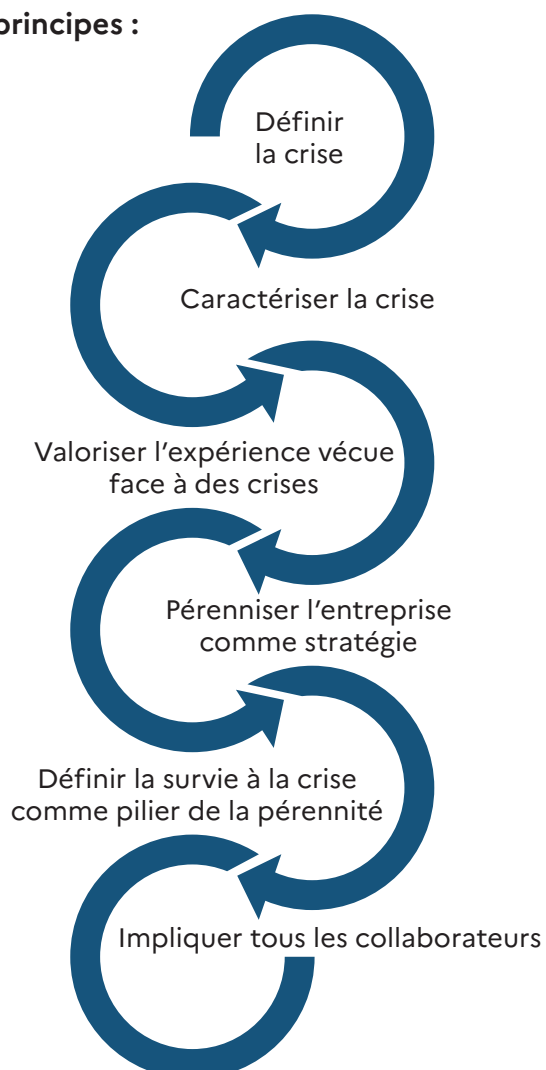 principes :
Définir
la crise
Caractériser la crise
Valoriser l’expérience vécue
face à des crises
Pérenniser l’entreprise
comme stratégie
Définir la survie à la crise
comme pilier de la pérennité
Impliquer tous les collaborateurs